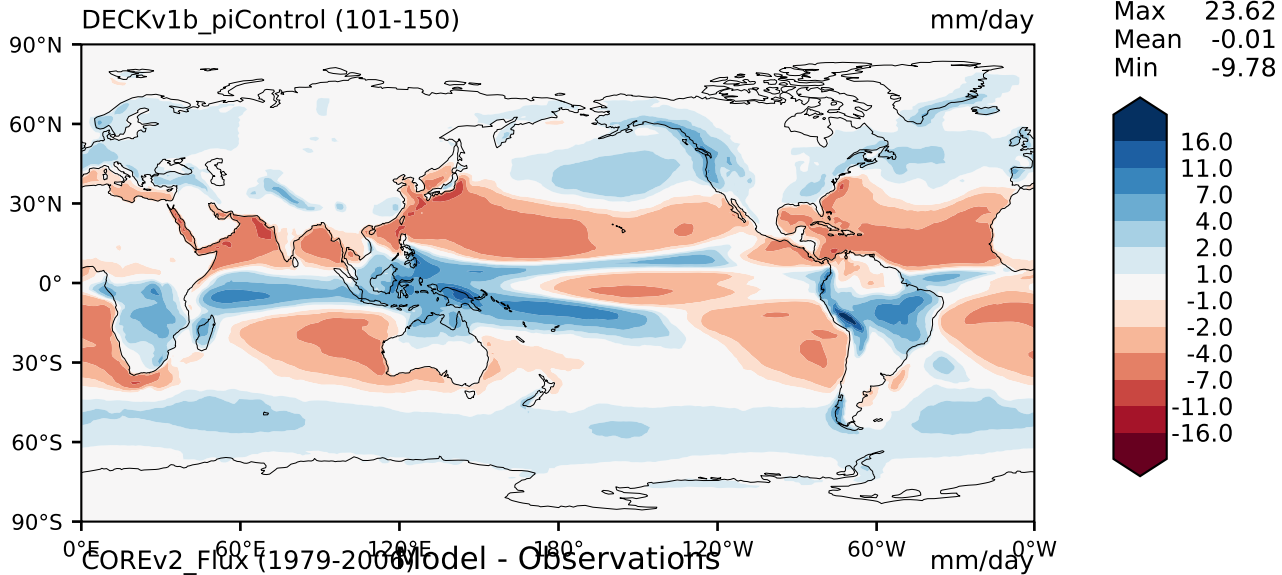 DECKv1b_piControl (101-150) mm/day
Max 23.62
Mean -0.01
Min -9.78
90°N
60°N
30°N
0°
30°S
60°S
90°S
0°E 60°E 120°E 180° 120°W 60°W 0°W
16.0
11.0
7.0
4.0
2.0
1.0
-1.0
-2.0
-4.0
-7.0
-11.0
-16.0
COREv2_Flux (1979-2006) Model - Observations mm/day